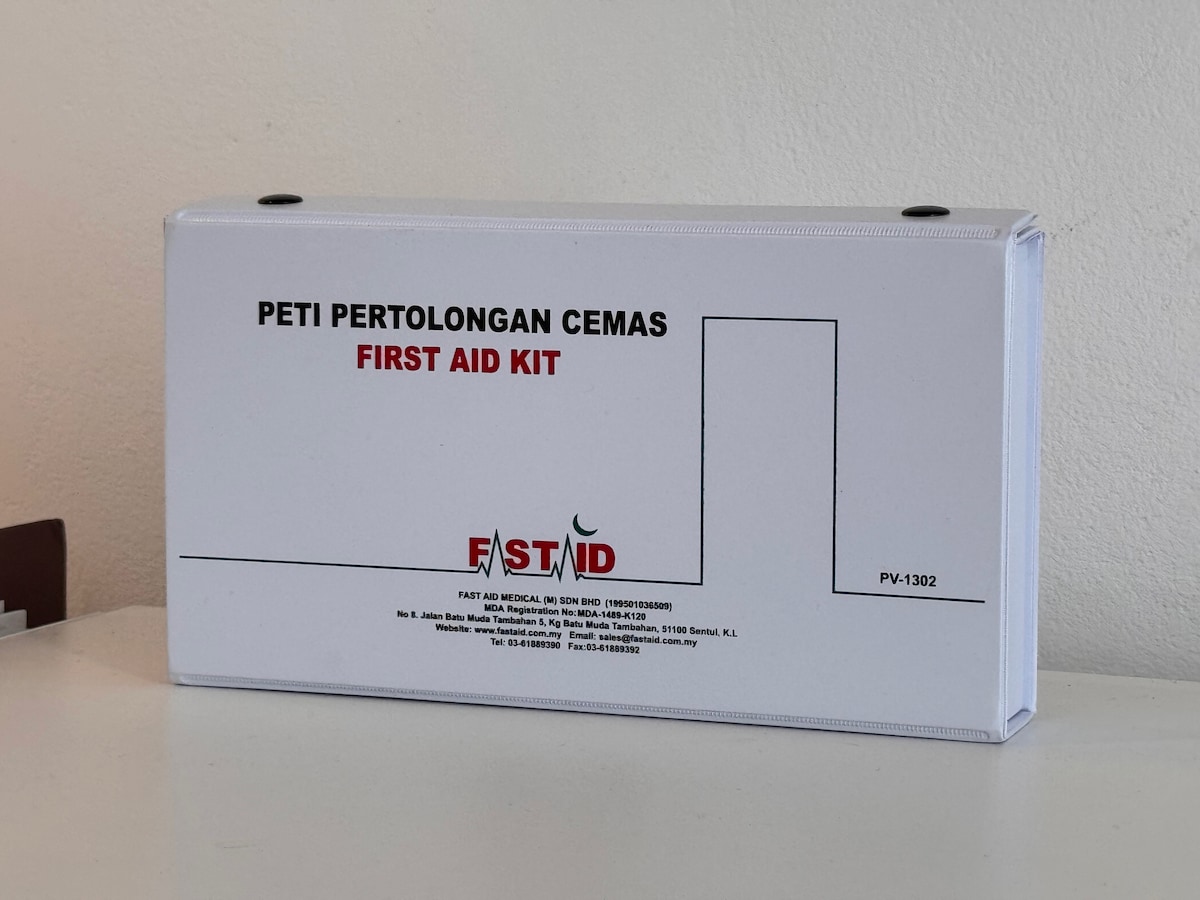 PETI PERTOLONGAN CEMAS
FIRST AID KIT
FASTAID
PV-1302
FAST AID MEDICAL (M) SDN BHD (199501036509)
MDA Registration No:MDA-1489-K120
No 8. Jalan Batu Muda Tambahan 5, Kg Batu Muda Tambahan, 51100 Sentul, K.L
Website: www.fastaid.com.my Email: sales@fastaid.com.my
Tel: 03-61889390 Fax:03-61889392